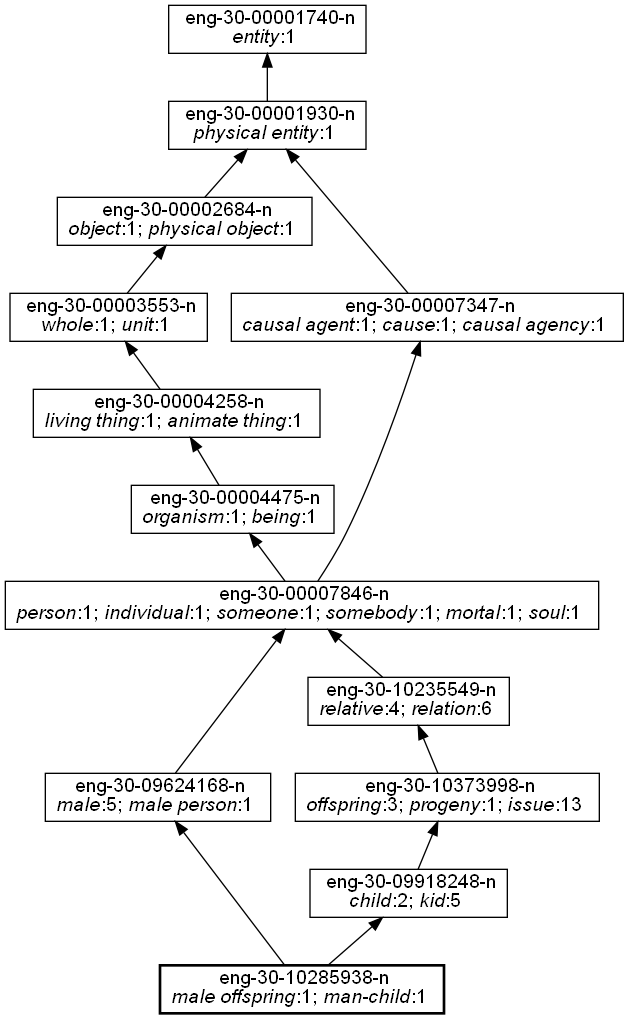 eng-30-00001740-n
entity:1
eng-30-00001930-n
physical entity:1
eng-30-00002684-n
object:1; physical object:1
eng-30-00003553-n
whole:1; unit:1
eng-30-00007347-n
causal agent:1; cause:1; causal agency:1
eng-30-00004258-n
living thing:1; animate thing:1
eng-30-00004475-n
organism:1; being:1
eng-30-00007846-n
person:1; individual:1; someone:1; somebody:1; mortal:1; soul:1
eng-30-10235549-n
relative:4; relation:6
eng-30-09624168-n
male:5; male person:1
eng-30-10373998-n
offspring:3; progeny:1; issue:13
eng-30-09918248-n
child:2; kid:5
eng-30-10285938-n
male offspring:1; man-child:1